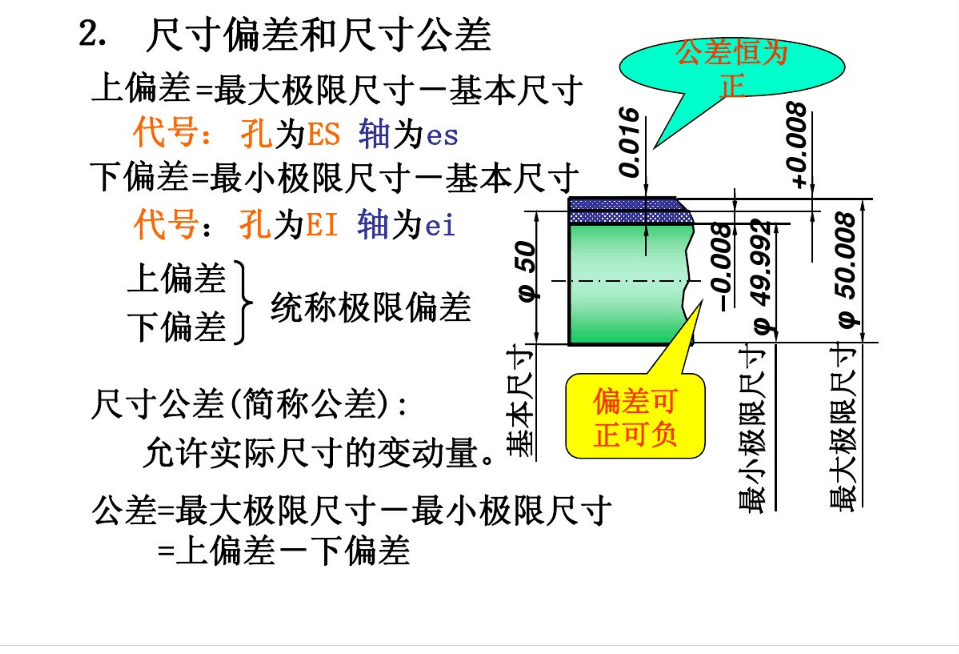 2. 尺寸偏差和尺寸公差
上偏差=最大极限尺寸－基本尺寸
代号：孔为ES 轴为es
下偏差=最小极限尺寸－基本尺寸
代号：孔为EI 轴为ei
上偏差
下偏差
统称极限偏差
尺寸公差(简称公差)：
允许实际尺寸的变动量。
公差=最大极限尺寸－最小极限尺寸
=上偏差－下偏差
公差恒为
正
0.016
+0.008
φ 50
-0.008
φ 49.992
φ 50.008
基本尺寸
偏差可
正可负
最小极限尺寸
最大极限尺寸